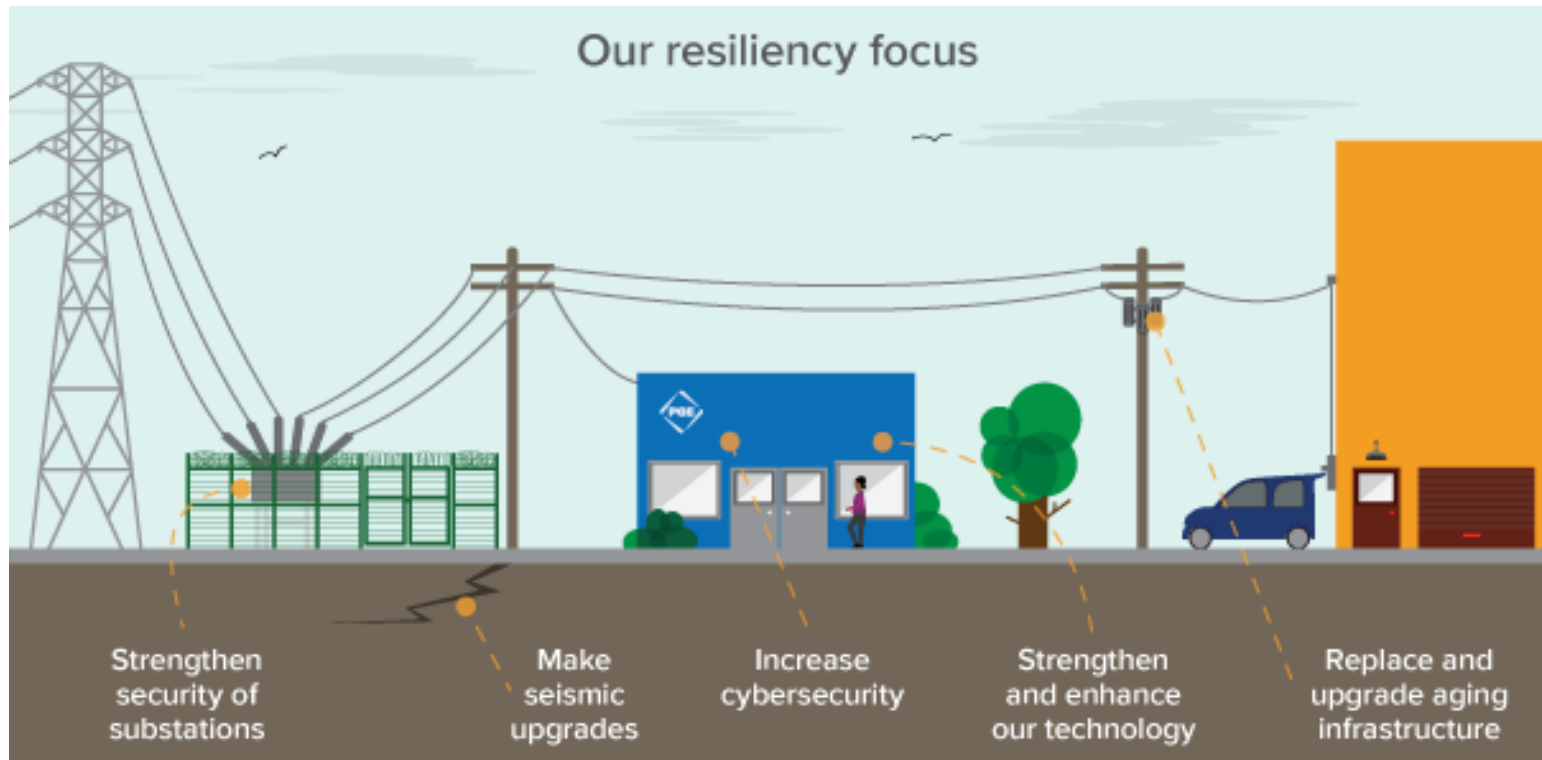 Our resiliency focus
PGE
Strengthen
security of
substations
Make
seismic
upgrades
Increase
cybersecurity
Strengthen
and enhance
our technology
Replace and
upgrade aging
infrastructure